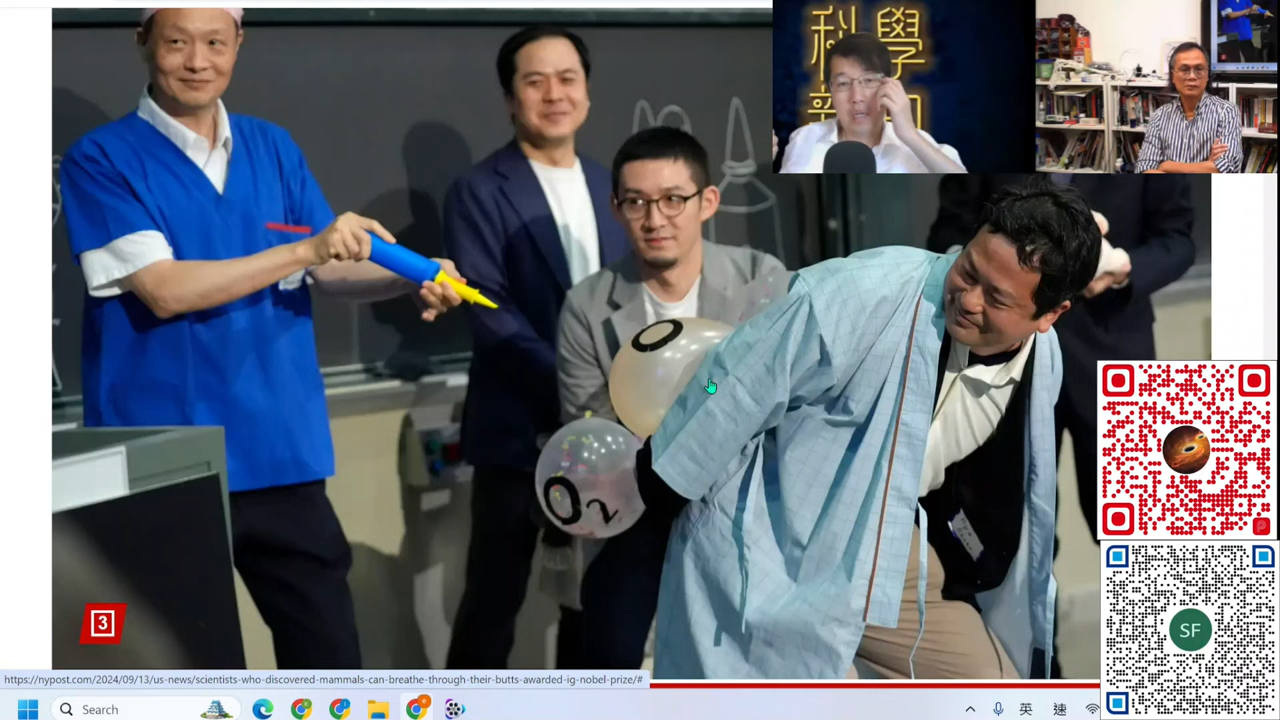 科學
O
O2
3
SF
https://nypost.com/2024/09/13/us-news/scientists-who-discovered-mammals-can-breathe-through-their-butts-awarded-ig-nobel-prize/#
Search
英
速